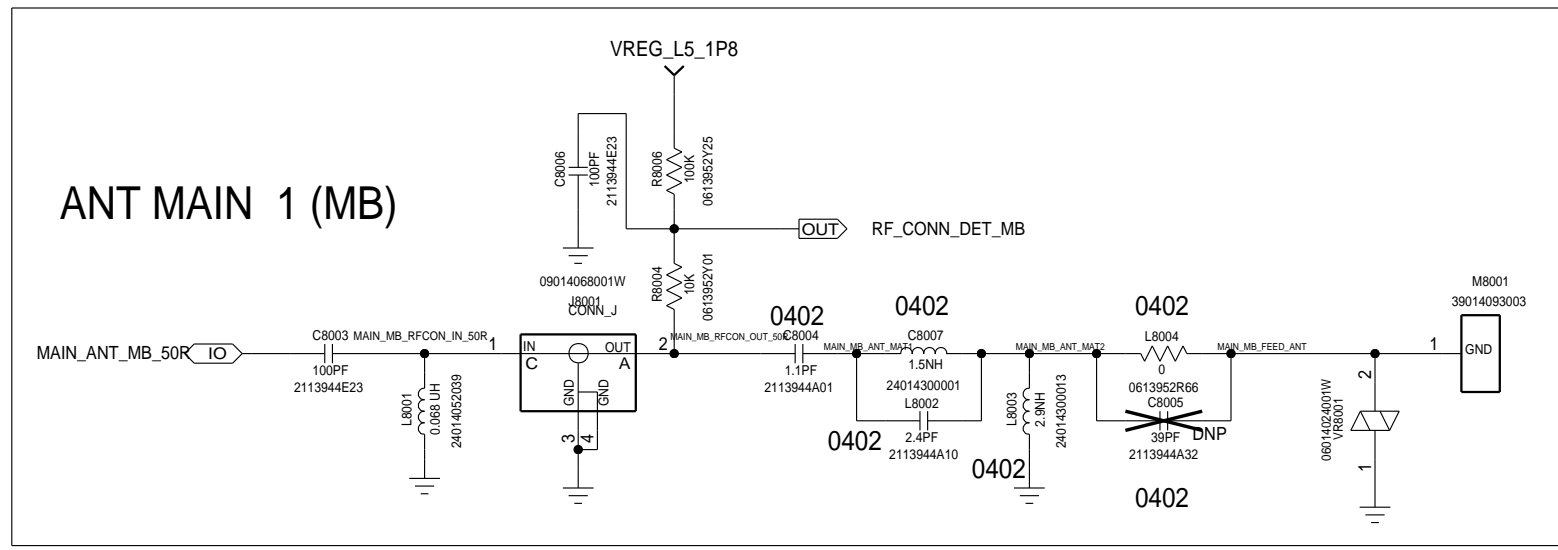 VREG_L5_1P8
C8006
100PF
2113944E23
R8006
100K
0613952Y25
ANT MAIN 1 (MB)
OUT
RF_CONN_DET_MB
R8004
10K
0613952Y01
09014068001W
J8001
CONN_J
MAIN_ANT_MB_50R
IO
C8003
100PF
2113944E23
MAIN_MB_RFCON_IN_50R
1
IN
C
OUT
A
2
GND
GND
3
4
L8001
0.068 UH
24014052039
MAIN_MB_RFCON_OUT_50R
0402
C8004
1.1PF
2113944A01
MAIN_MB_ANT_MAT1
0402
C8007
1.5NH
24014300001
L8002
2.4PF
2113944A10
0402
MAIN_MB_ANT_MAT2
L8003
2.9NH
24014300013
0402
0402
L8004
0
0613952R66
C8005
39PF
DNP
2113944A32
0402
MAIN_MB_FEED_ANT
06014024001W
VR8001
2
1
M8001
39014093003
1
GND